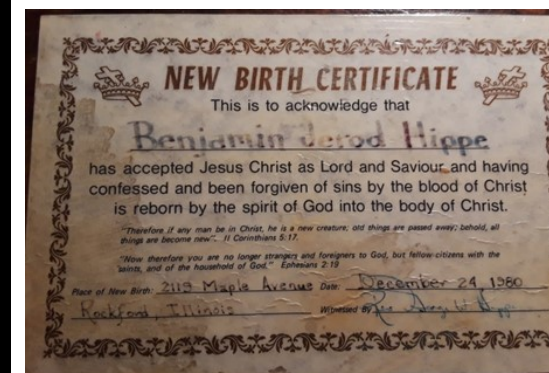 NEW BIRTH CERTIFICATE
This is to acknowledge that
Benjamin Jerod Hippe
has accepted Jesus Christ as Lord and Saviour and having
confessed and been forgiven of sins by the blood of Christ
is reborn by the spirit of God into the body of Christ.
"Therefore if any man be in Christ, he is a new creature; old things are passed away; behold, all
things are become new". II Corinthians 5:17.
"Now therefore you are no longer strangers and foreigners to God, but fellow citizens with the
saints, and of the household of God." Ephesians 2:19
Place of New Birth: 2119 Maple Avenue Date: December 24, 1980
Rockford, Illinois Witnessed By Rev